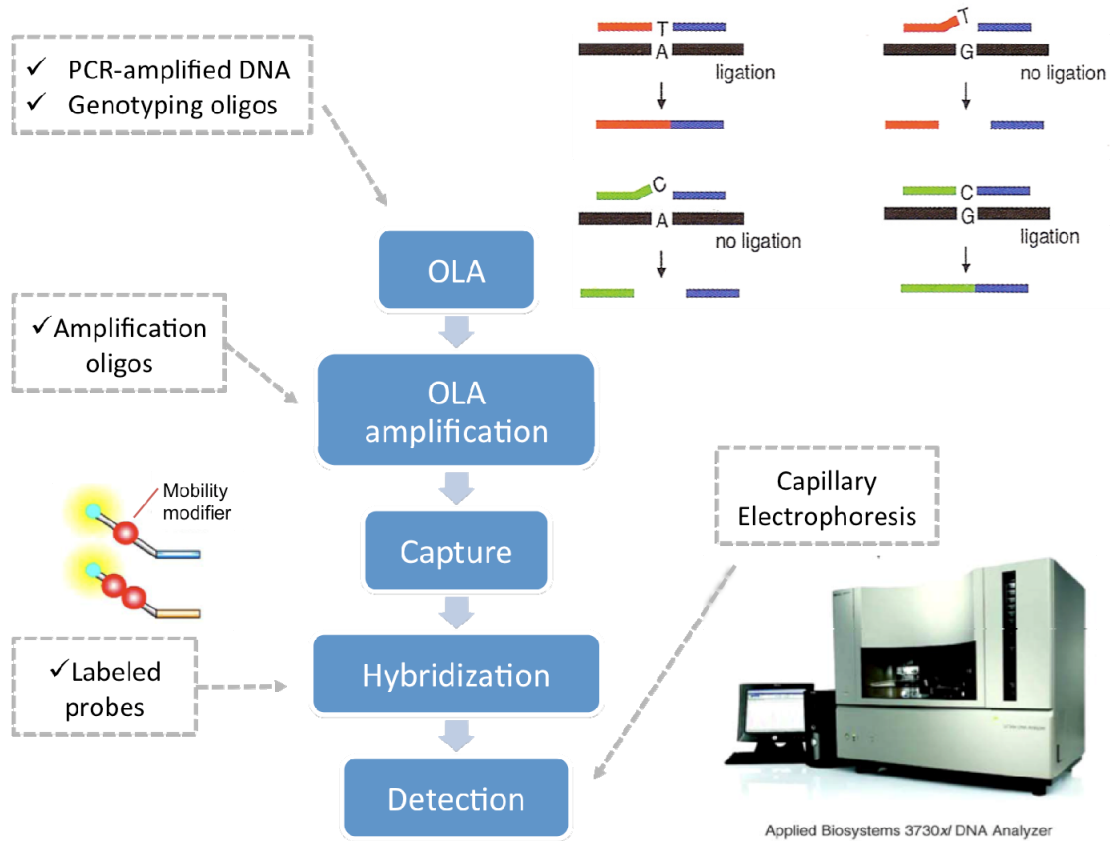 ✓ PCR-amplified DNA
✓ Genotyping oligos
T
A
ligation
T
G
no ligation
C
A
no ligation
C
G
ligation
OLA
✓Amplification
oligos
OLA
amplification
Mobility
modifier
Capture
Capillary
Electrophoresis
✓Labeled
probes
Hybridization
Detection
Applied Biosystems 3730xl DNA Analyzer